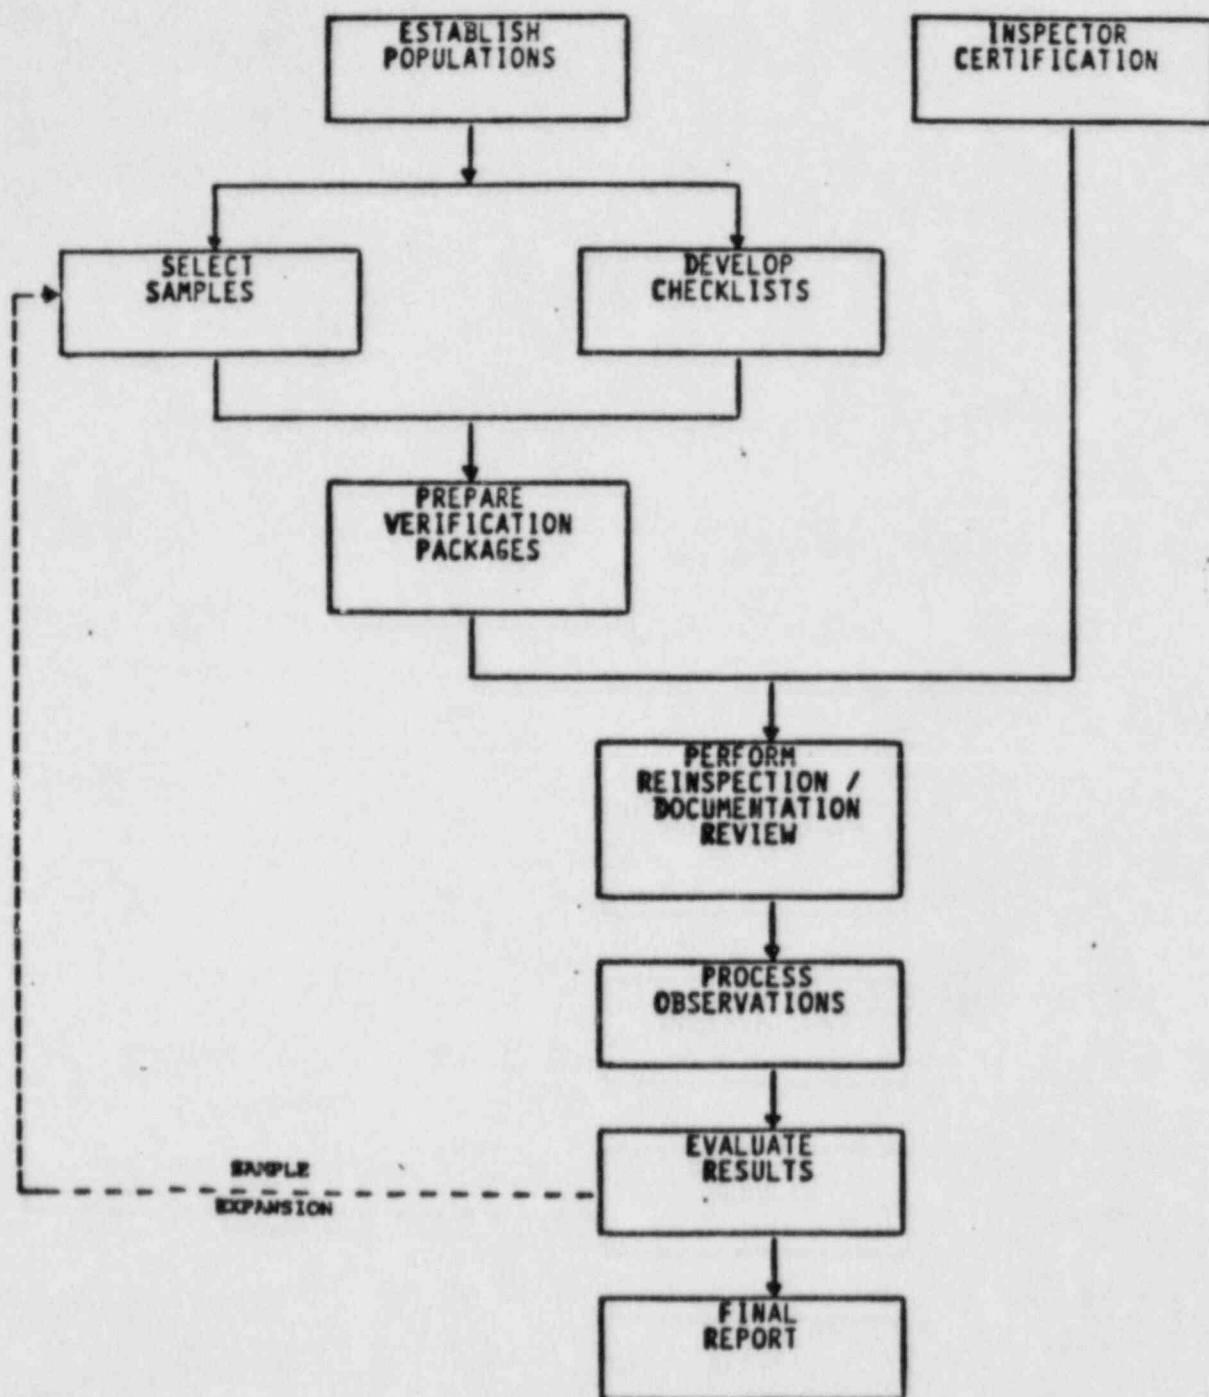 ESTABLISH
POPULATIONS
INSPECTOR
CERTIFICATION
SELECT
SAMPLES
DEVELOP
CHECKLISTS
PREPARE
VERIFICATION
PACKAGES
PERFORM
REINSPECTION /
DOCUMENTATION
REVIEW
PROCESS
OBSERVATIONS
EVALUATE
RESULTS
SAMPLE
EXPANSION
FINAL
REPORT